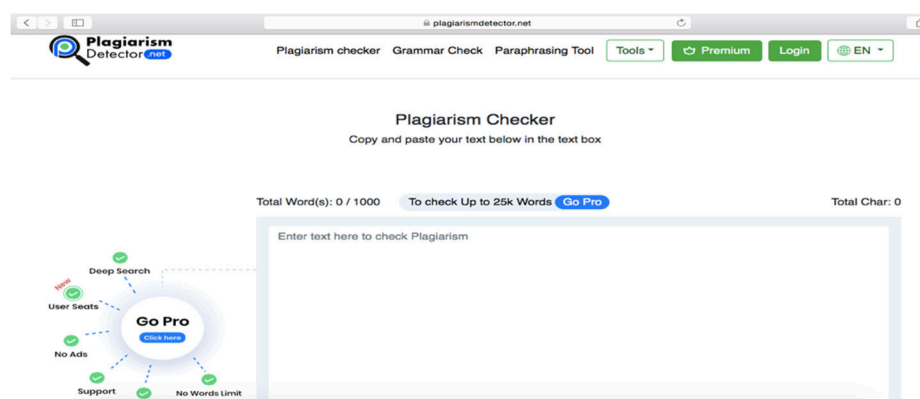 plagiarismdetector.net
Plagiarism
Detector.net
Plagiarism checker Grammar Check Paraphrasing Tool Tools Premium Login EN
Plagiarism Checker
Copy and paste your text below in the text box
Total Word(s): 0 / 1000 To check Up to 25k Words Go Pro Total Char: 0
Enter text here to check Plagiarism
Deep Search
New
User Seats
Go Pro
Click here
No Ads
Support
No Words Limit